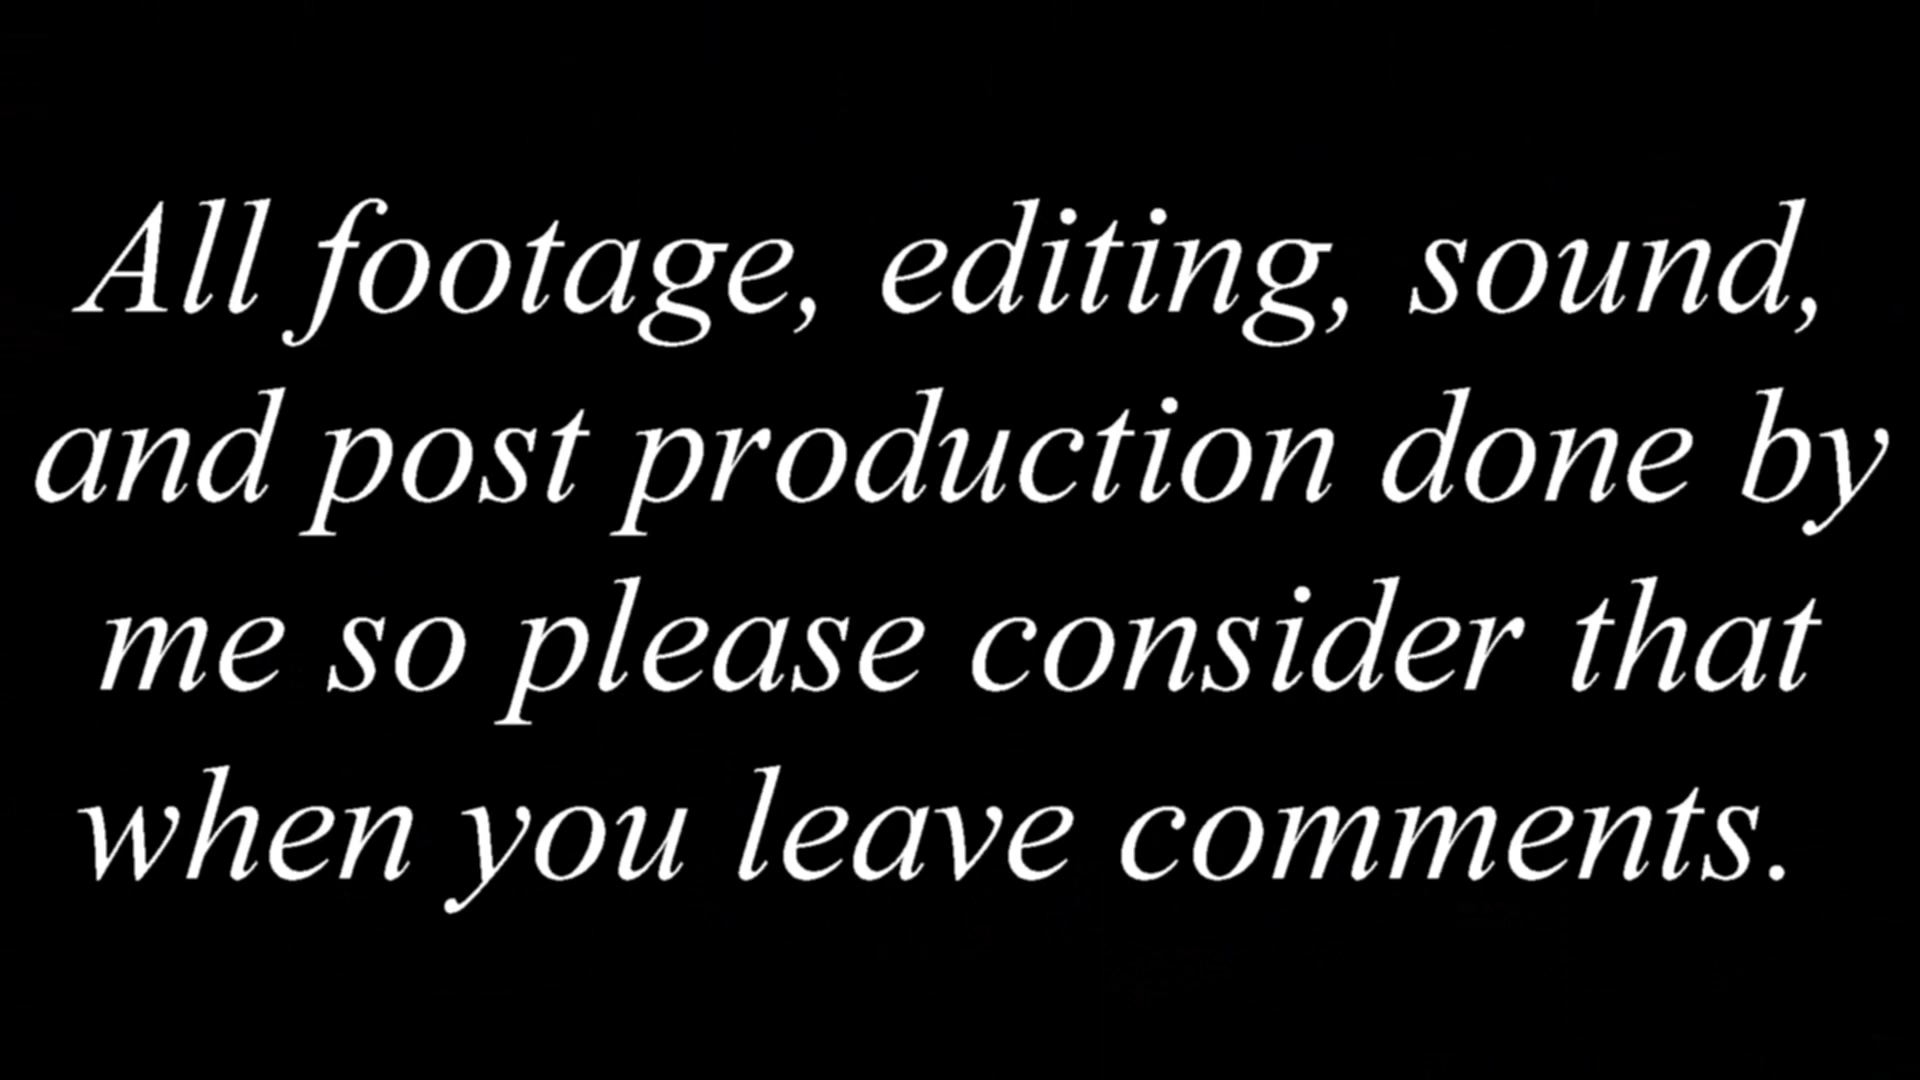 All footage, editing, sound,
and post production done by
me so please consider that
when you leave comments.